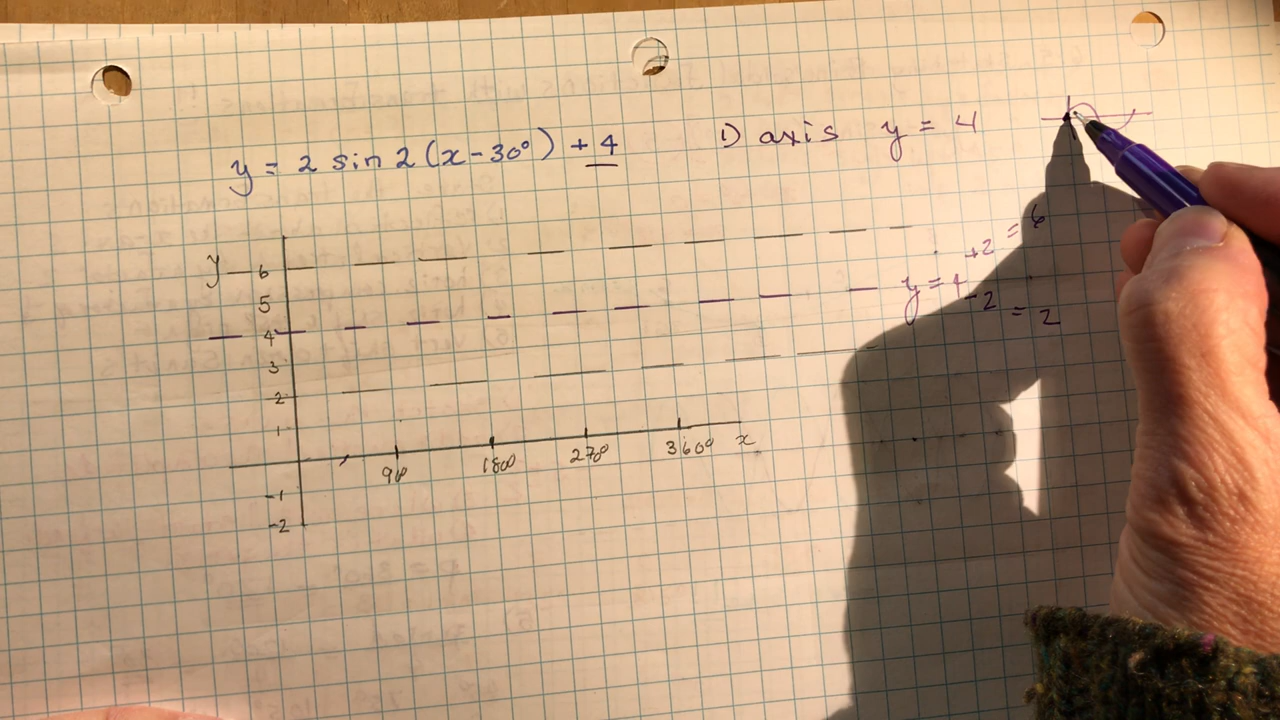 y = 2 sin 2 (x - 30°) + 4
1) axis y = 4
y
6
5
4
3
2
1
-1
-2
90° 180° 270° 360° x
+2 = 6
y = 4
-2 = 2